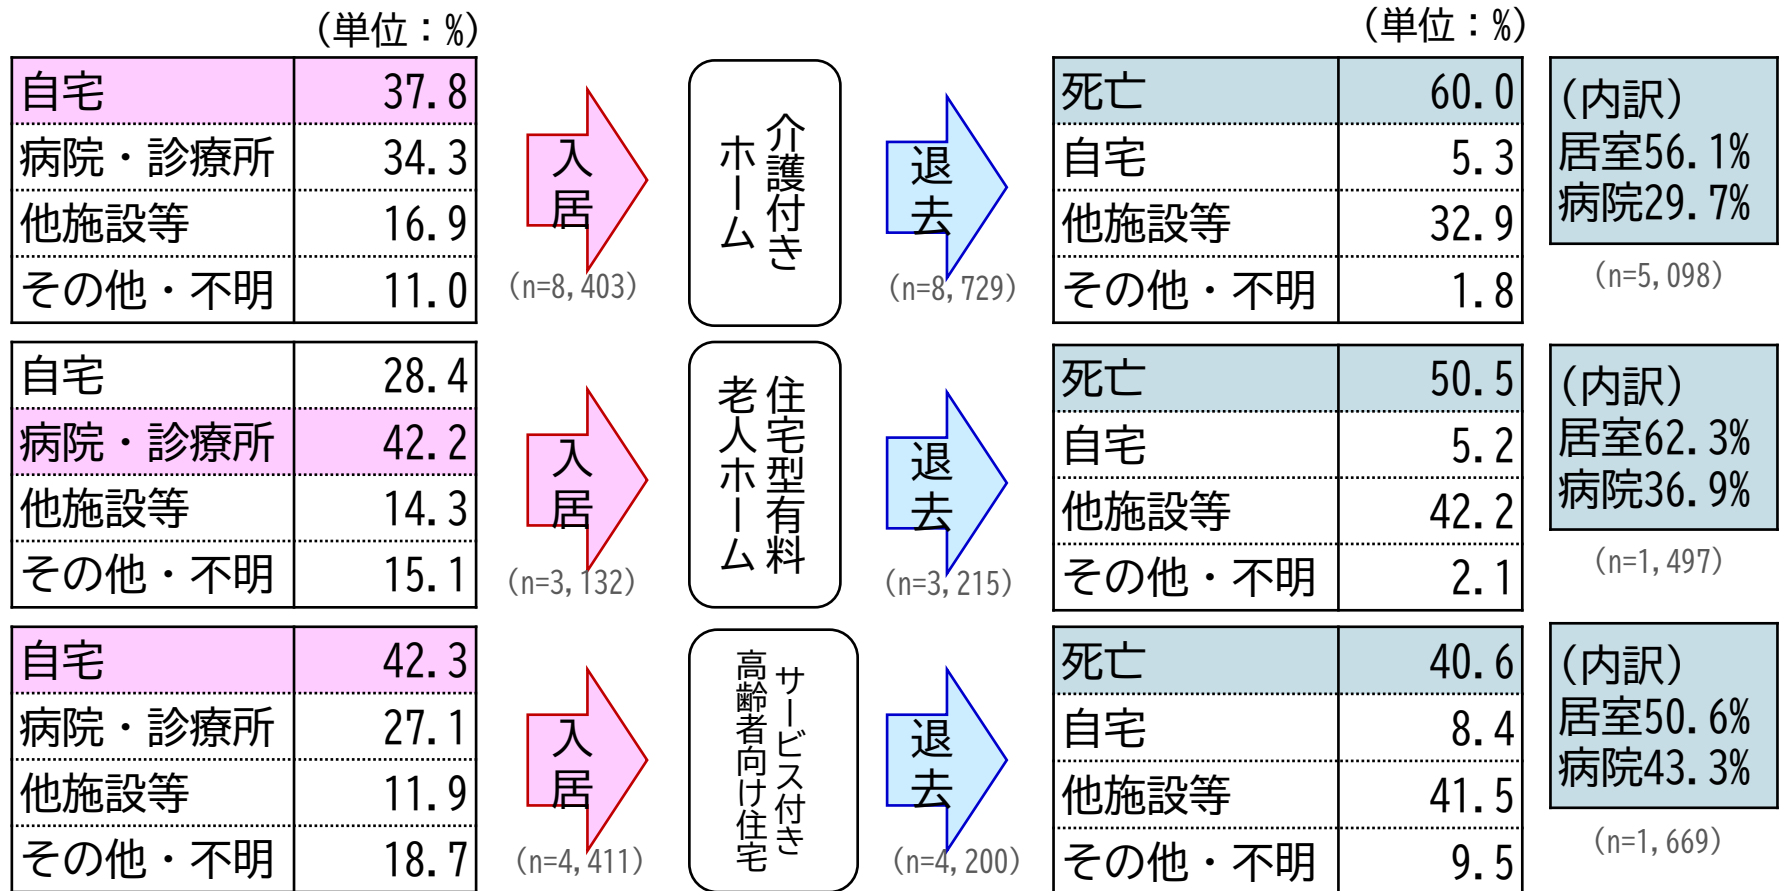 (単位：%)
自宅 37.8
病院・診療所 34.3
他施設等 16.9
その他・不明 11.0
入居
(n=8,403)
介護付き
ホーム
退去
(n=8,729)
(単位：%)
死亡 60.0
自宅 5.3
他施設等 32.9
その他・不明 1.8
(内訳)
居室56.1%
病院29.7%
(n=5,098)
自宅 28.4
病院・診療所 42.2
他施設等 14.3
その他・不明 15.1
入居
(n=3,132)
住宅型有料
老人ホーム
退去
(n=3,215)
死亡 50.5
自宅 5.2
他施設等 42.2
その他・不明 2.1
(内訳)
居室62.3%
病院36.9%
(n=1,497)
自宅 42.3
病院・診療所 27.1
他施設等 11.9
その他・不明 18.7
入居
(n=4,411)
サービス付き
高齢者向け住宅
退去
(n=4,200)
死亡 40.6
自宅 8.4
他施設等 41.5
その他・不明 9.5
(内訳)
居室50.6%
病院43.3%
(n=1,669)